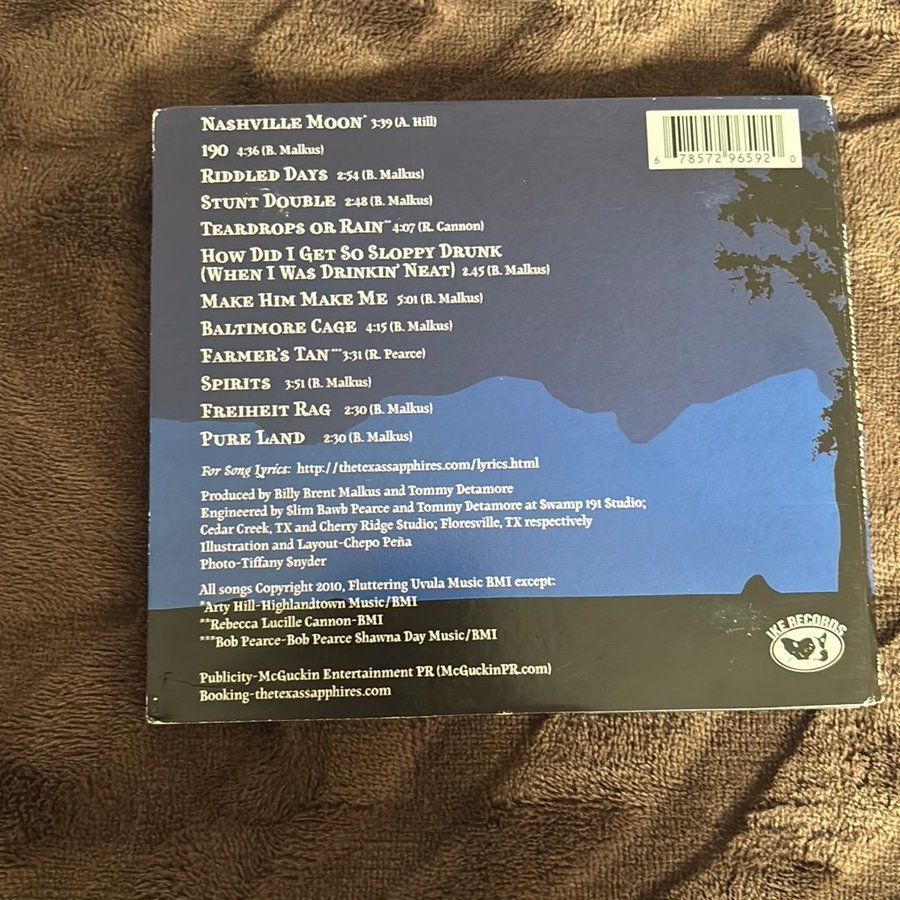 NASHVILLE MOON* 3:39 (A. Hill)
190 4:36 (B. Malkus)
RIDDLED DAYS 2:54 (B. Malkus)
STUNT DOUBLE 2:48 (B. Malkus)
TEARDROPS OR RAIN** 4:07 (R. Cannon)
HOW DID I GET SO SLOPPY DRUNK
(WHEN I WAS DRINKIN' NEAT) 2.45 (B. Malkus)
MAKE HIM MAKE ME 5:01 (B. Malkus)
BALTIMORE CAGE 4:15 (B. Malkus)
FARMER'S TAN*** 3:31 (R. Pearce)
SPIRITS 3:51 (B. Malkus)
FREIHEIT RAG 2:30 (B. Malkus)
PURE LAND 2:30 (B. Malkus)
For Song Lyrics: http://thetexassapphires.com/lyrics.html
Produced by Billy Brent Malkus and Tommy Detamore
Engineered by Slim Bawb Pearce and Tommy Detamore at Swamp 191 Studio;
Cedar Creek, TX and Cherry Ridge Studio; Floresville, TX respectively
Illustration and Layout-Chepo Peña
Photo-Tiffany Snyder
All songs Copyright 2010, Fluttering Uvula Music BMI except:
*Arty Hill-Highlandtown Music/BMI
**Rebecca Lucille Cannon-BMI
***Bob Pearce-Bob Pearce Shawna Day Music/BMI
Publicity-McGuckin Entertainment PR (McGuckinPR.com)
Booking-thetexassapphires.com
6 78572 96592 0
IKE RECORDS